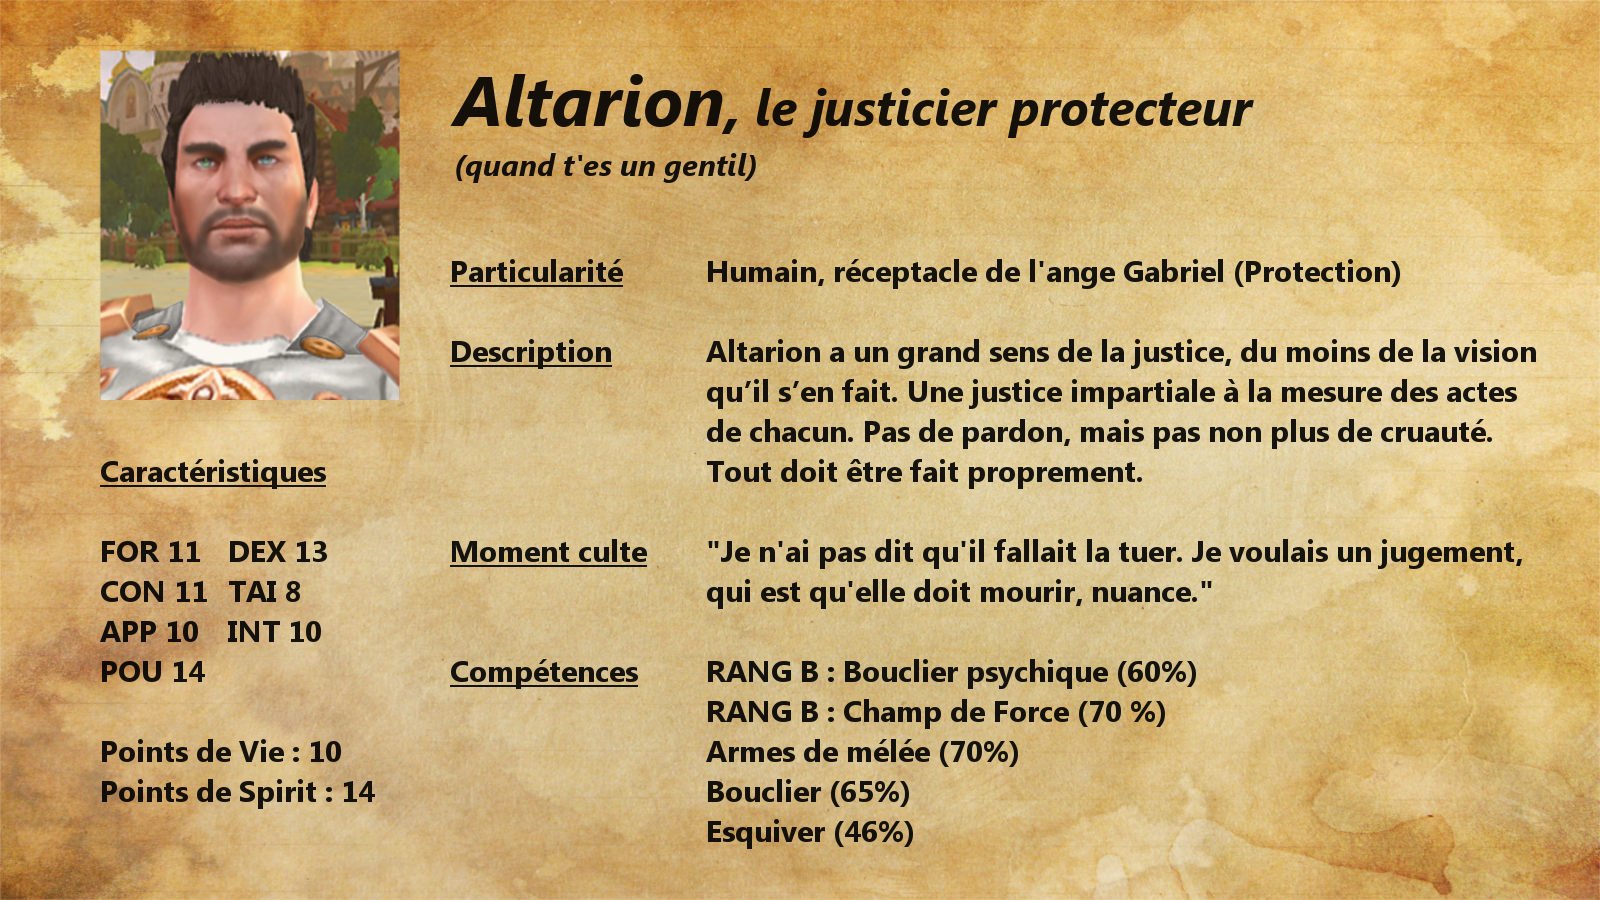 Altarion, le justicier protecteur
(quand t'es un gentil)
Particularité
Humain, réceptacle de l'ange Gabriel (Protection)
Description
Altarion a un grand sens de la justice, du moins de la vision
qu’il s’en fait. Une justice impartiale à la mesure des actes
de chacun. Pas de pardon, mais pas non plus de cruauté.
Tout doit être fait proprement.
Moment culte
"Je n'ai pas dit qu'il fallait la tuer. Je voulais un jugement,
qui est qu'elle doit mourir, nuance."
Compétences
RANG B : Bouclier psychique (60%)
RANG B : Champ de Force (70 %)
Armes de mélée (70%)
Bouclier (65%)
Esquiver (46%)
Caractéristiques
FOR 11 DEX 13
CON 11 TAI 8
APP 10 INT 10
POU 14
Points de Vie : 10
Points de Spirit : 14